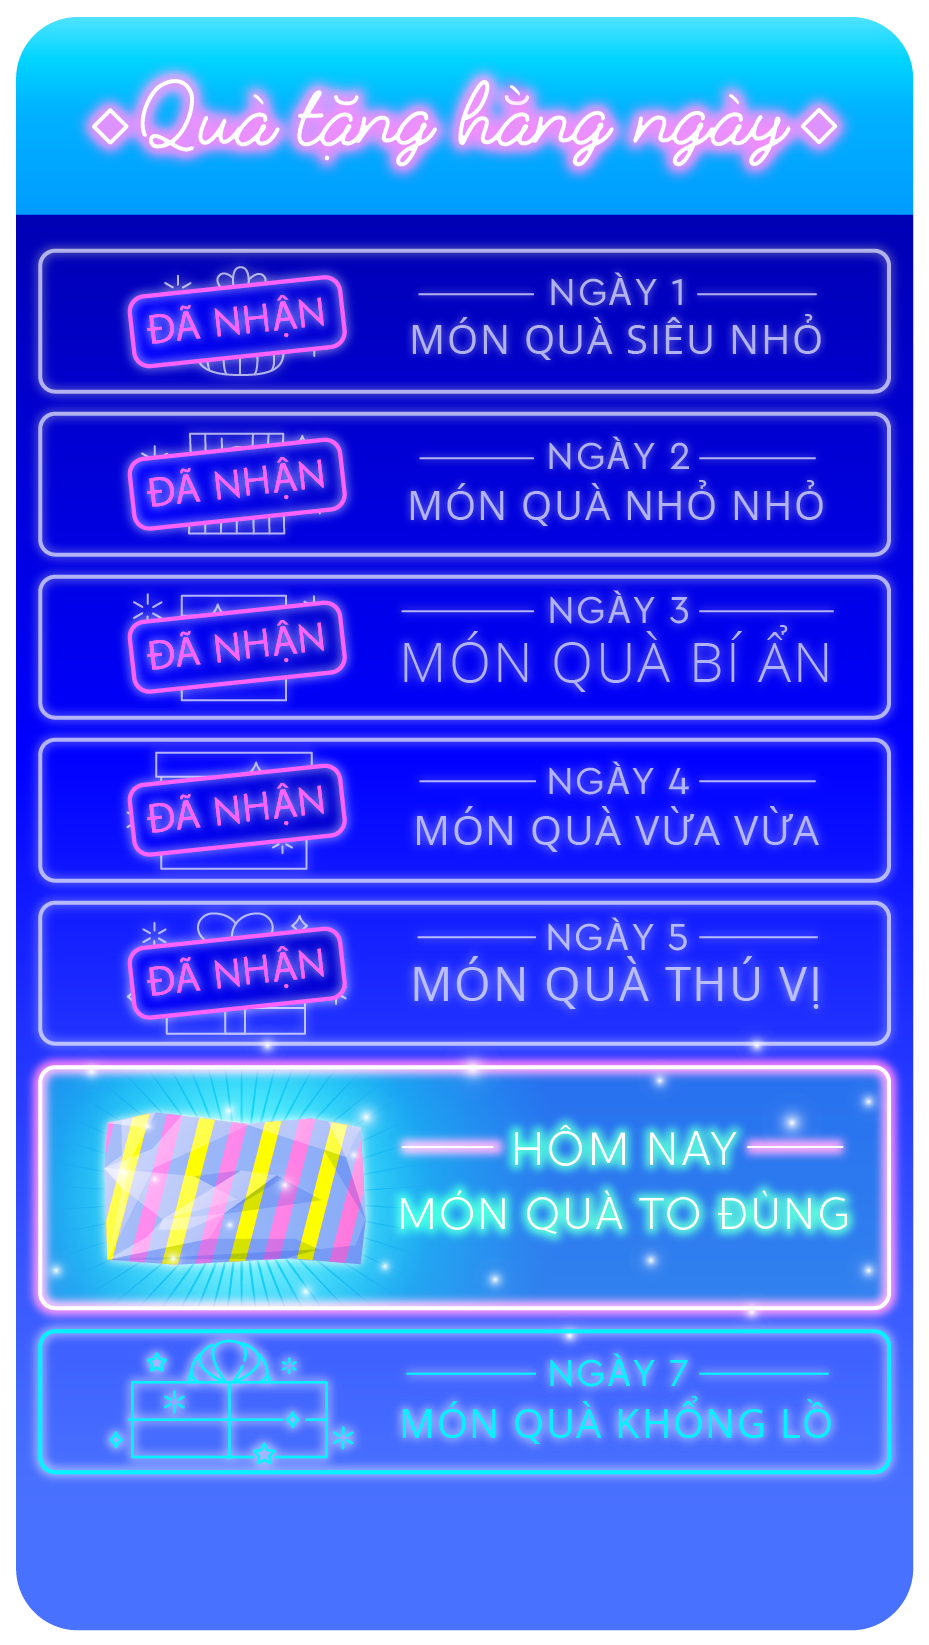 Quà tặng hằng ngày
ĐÃ NHẬN
NGÀY 1
MÓN QUÀ SIÊU NHỎ
ĐÃ NHẬN
NGÀY 2
MÓN QUÀ NHỎ NHỎ
ĐÃ NHẬN
NGÀY 3
MÓN QUÀ BÍ ẨN
ĐÃ NHẬN
NGÀY 4
MÓN QUÀ VỪA VỪA
ĐÃ NHẬN
NGÀY 5
MÓN QUÀ THÚ VỊ
HÔM NAY
MÓN QUÀ TO ĐÙNG
NGÀY 7
MÓN QUÀ KHỔNG LỒ